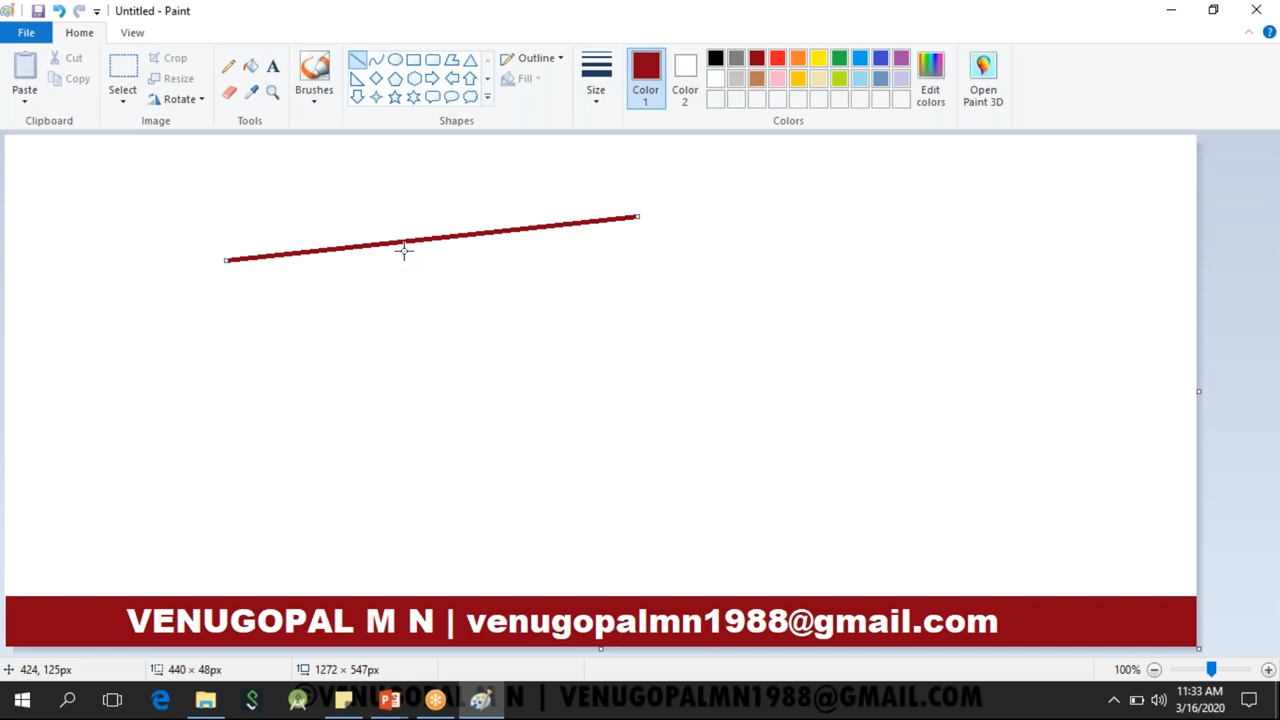 Untitled - Paint
File Home View
Paste
Cut
Copy
Clipboard
Select
Crop
Resize
Rotate
Image
A
Tools
Brushes
Shapes
Outline
Fill
Size
Color 1
Color 2
Colors
Edit colors
Open Paint 3D
VENUGOPAL M N | venugopalmn1988@gmail.com
424, 125px
440 × 48px
1272 × 547px
100%
©VENUGOPAL M N | VENUGOPALMN1988@GMAIL.COM
11:33 AM
3/16/2020